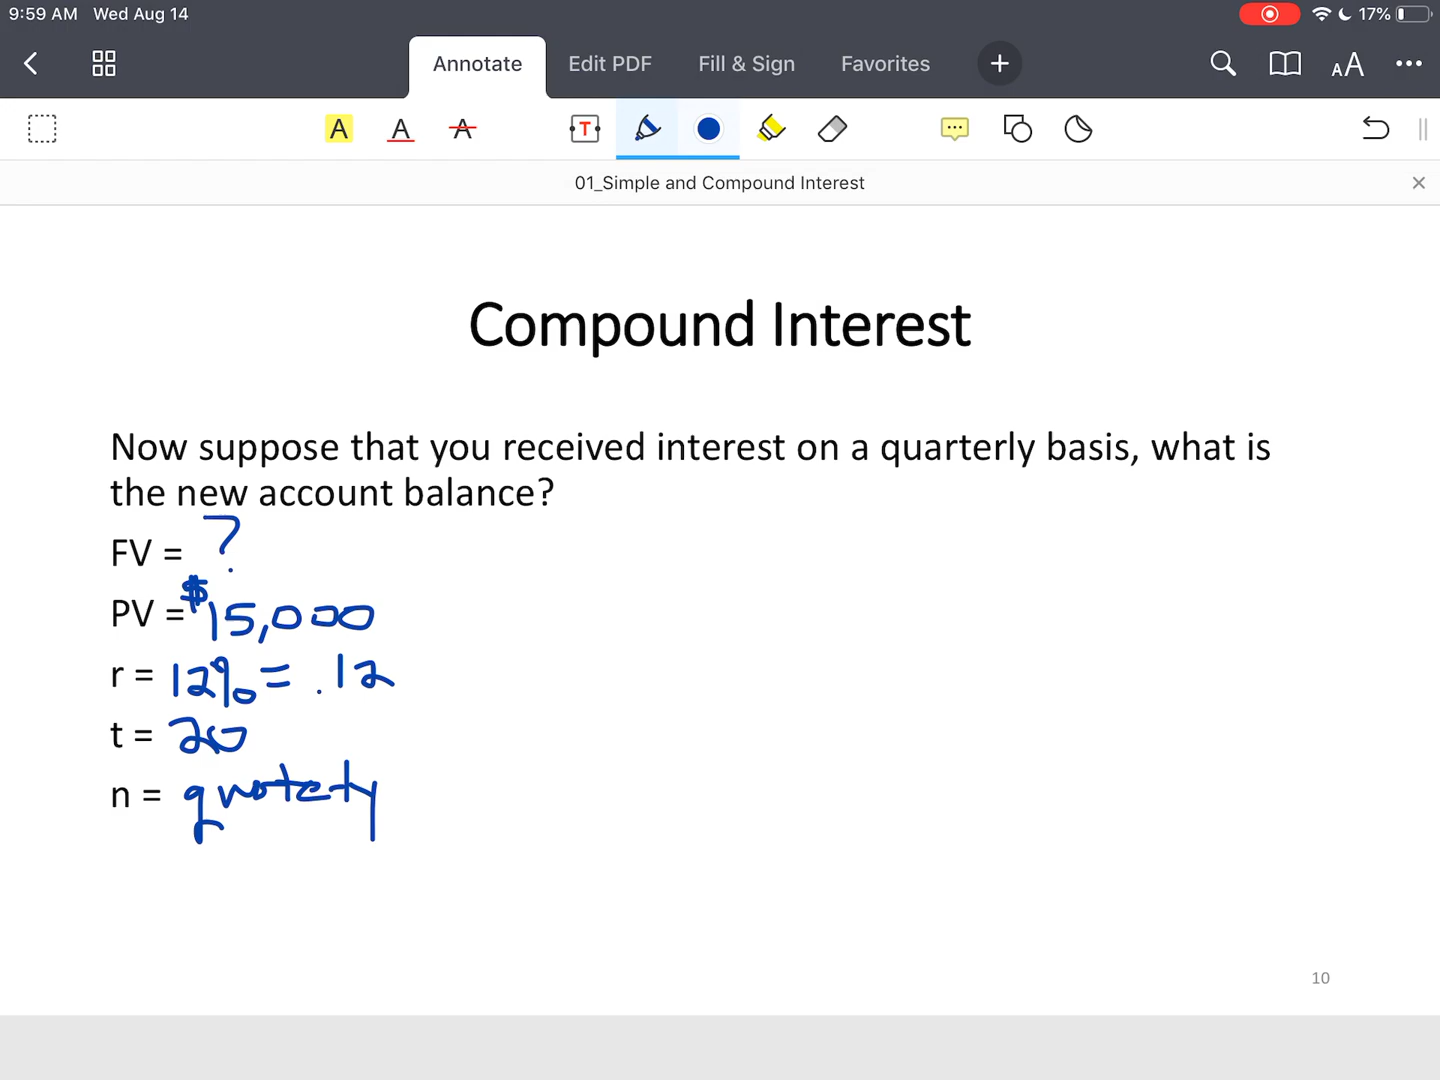 9:59 AM Wed Aug 14 17%
Annotate Edit PDF Fill & Sign Favorites
AA
A A A T
01_Simple and Compound Interest
Compound Interest
Now suppose that you received interest on a quarterly basis, what is
the new account balance?
FV = ?
PV = $15,000
r = 12% = .12
t = 20
n = quarterly
10